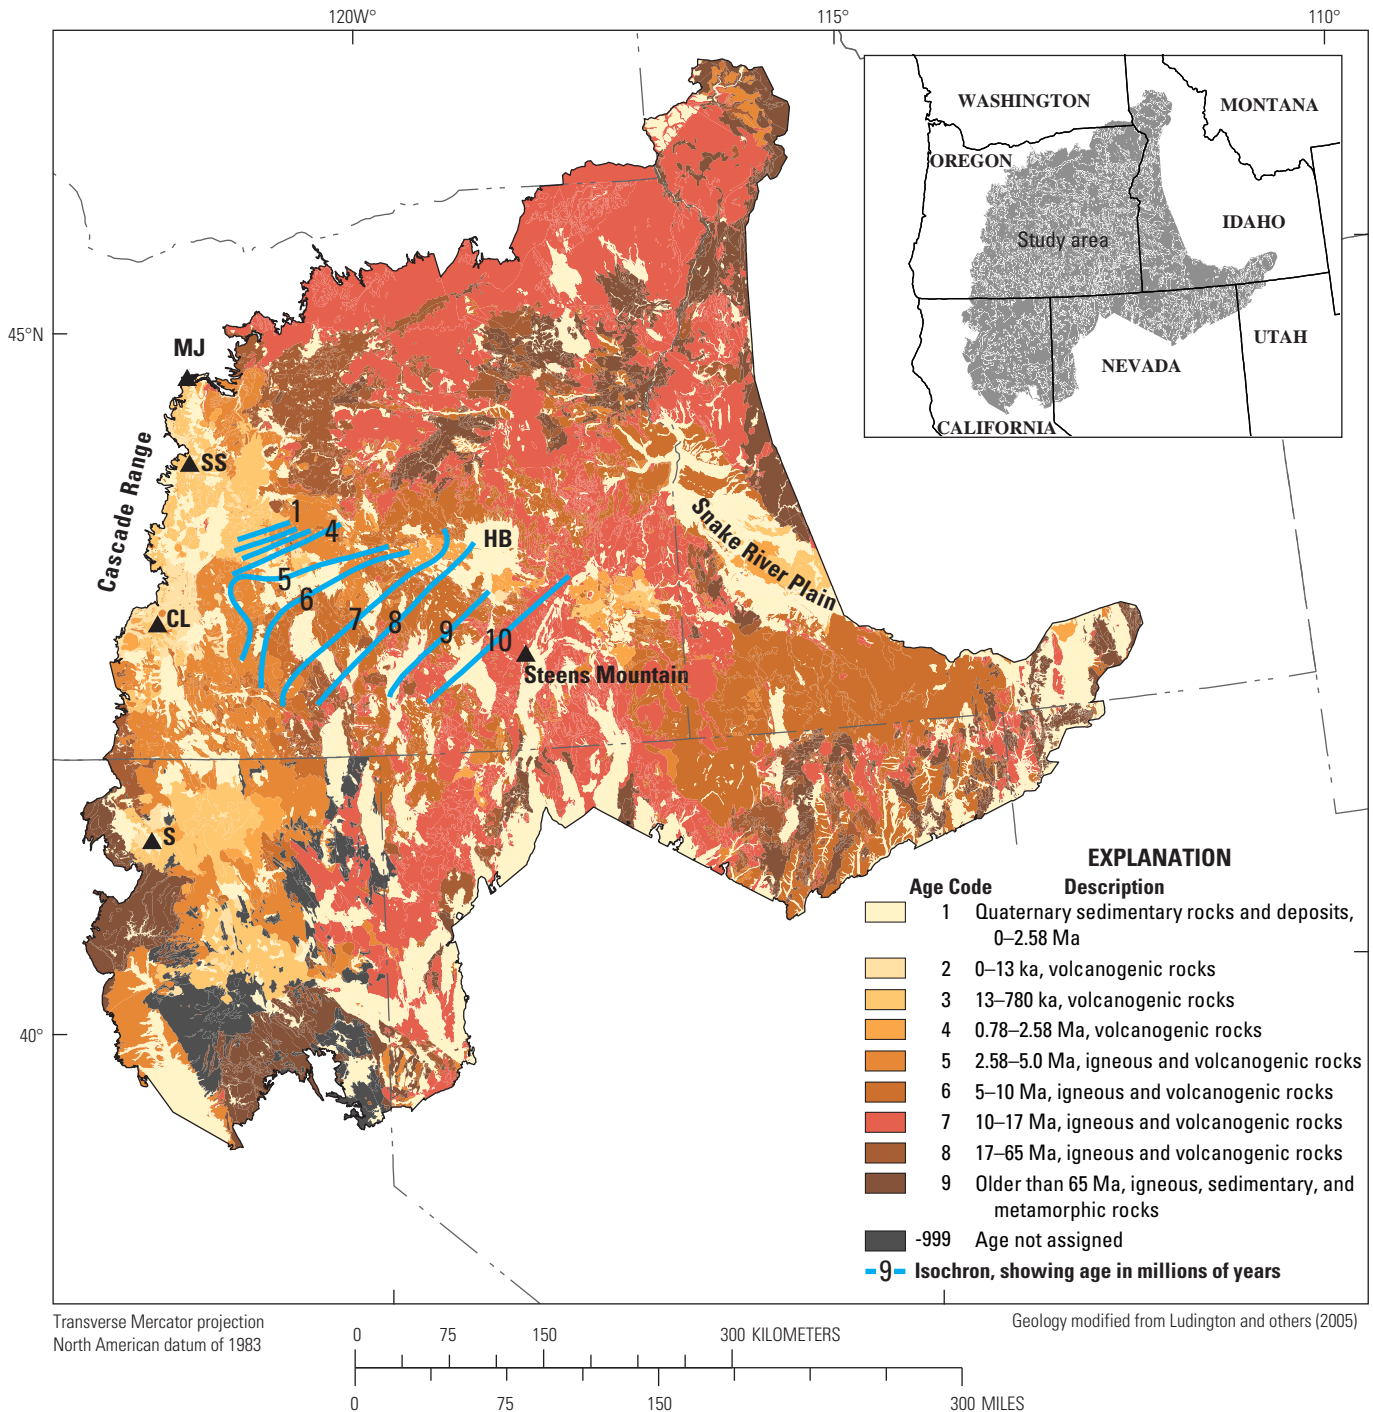 120W°
115°
110°
WASHINGTON
MONTANA
OREGON
IDAHO
Study area
UTAH
NEVADA
CALIFORNIA
45°N
MJ
SS
Cascade Range
1
4
HB
5
6
7
8
9
10
Snake River Plain
CL
Steens Mountain
S
40°
EXPLANATION
Age Code Description
1 Quaternary sedimentary rocks and deposits,
0–2.58 Ma
2 0–13 ka, volcanogenic rocks
3 13–780 ka, volcanogenic rocks
4 0.78–2.58 Ma, volcanogenic rocks
5 2.58–5.0 Ma, igneous and volcanogenic rocks
6 5–10 Ma, igneous and volcanogenic rocks
7 10–17 Ma, igneous and volcanogenic rocks
8 17–65 Ma, igneous and volcanogenic rocks
9 Older than 65 Ma, igneous, sedimentary, and
metamorphic rocks
-999 Age not assigned
9 Isochron, showing age in millions of years
Transverse Mercator projection
North American datum of 1983
Geology modified from Ludington and others (2005)
0 75 150 300 KILOMETERS
0 75 150 300 MILES